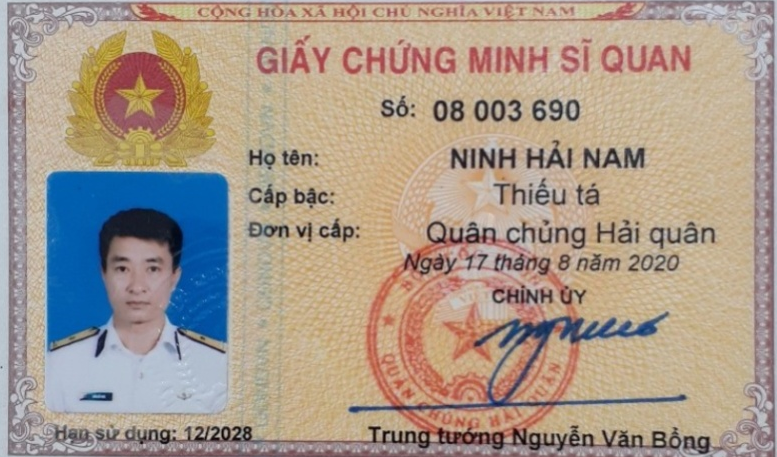 CỘNG HÒA XÃ HỘI CHỦ NGHĨA VIỆT NAM
GIẤY CHỨNG MINH SĨ QUAN
Số: 08 003 690
Họ tên: NINH HẢI NAM
Cấp bậc: Thiếu tá
Đơn vị cấp: Quân chủng Hải quân
Ngày 17 tháng 8 năm 2020
CHÍNH ỦY
QUÂN CHỦNG HẢI QUÂN
Hạn sử dụng: 12/2028
Trung tướng Nguyễn Văn Bổng